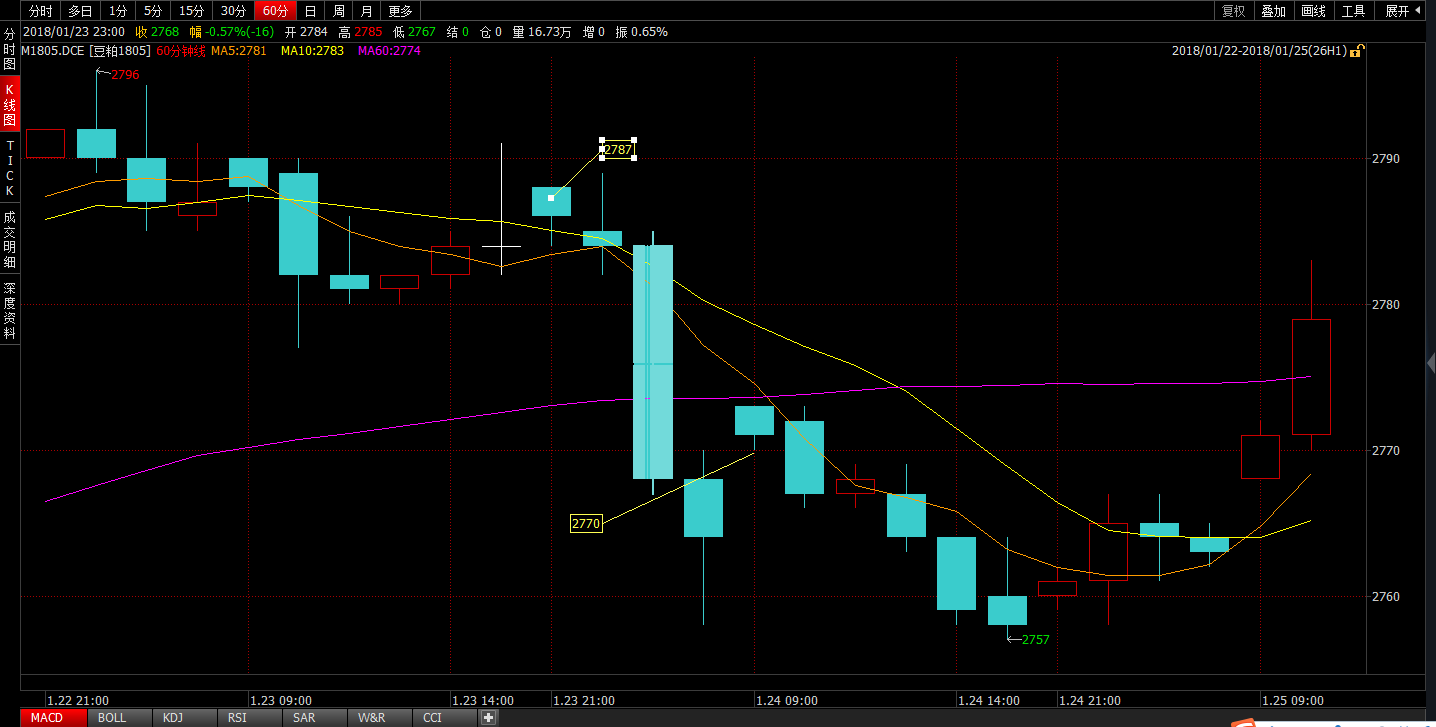 分时 多日 1分 5分 15分 30分 60分 日 周 月 更多 复权 叠加 画线 工具 展开
2018/01/23 23:00 收 2768 幅 -0.57%(-16) 开 2784 高 2785 低 2767 结 0 仓 0 量 16.73万 增 0 振 0.65%
M1805.DCE [豆粕1805] 60分钟线 MA5:2781 MA10:2783 MA60:2774 2018/01/22-2018/01/25(26H1)
分时图
K线图
TICK
成交明细
深度资料
2796
2787
2790
2780
2770
2770
2760
2757
1.22 21:00 1.23 09:00 1.23 14:00 1.23 21:00 1.24 09:00 1.24 14:00 1.24 21:00 1.25 09:00
MACD BOLL KDJ RSI SAR W&R CCI